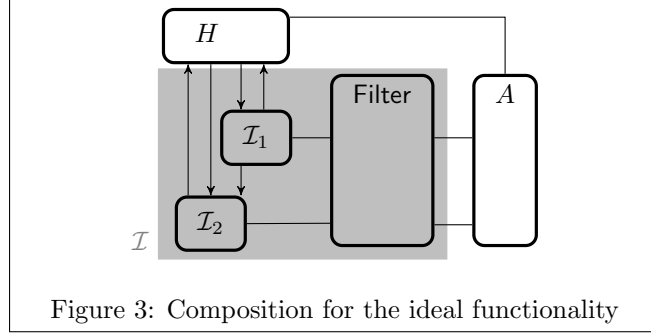 H
Filter
A
𝓘₁
𝓘₂
𝓘
Figure 3: Composition for the ideal functionality